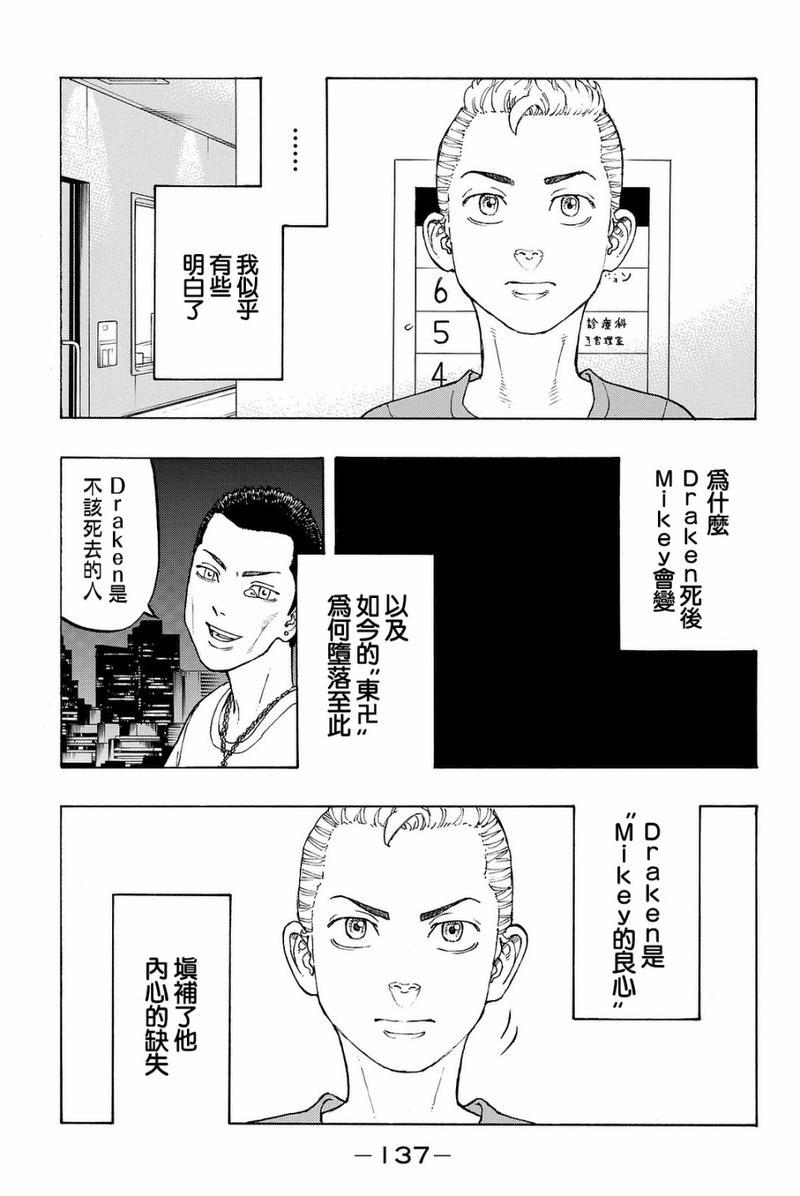 ……
6
5
4
ン
診療科
我似乎
有些
明白了
為什麼
Draken死後
Mikey會變
以及
如今的"東卍"
為何墮落至此
Draken是
不該死去的人
Draken是
"Mikey的良心"
填補了他
內心的缺失
—137—